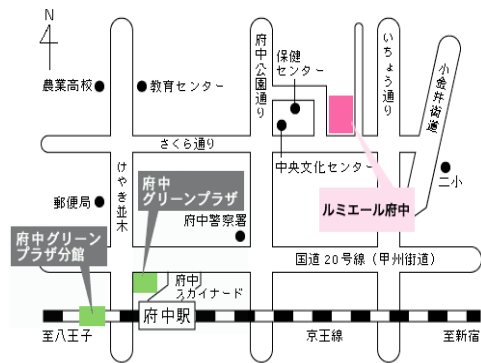 N
農業高校
教育センター
府中公園通り
保健
センター
いちょう通り
小金井街道
さくら通り
中央文化センター
けやき並木
二小
ルミエール府中
郵便局
府中
グリーンプラザ
府中警察署
府中グリーン
プラザ分館
国道20号線(甲州街道)
府中
スカイナード
府中駅
至八王子
京王線
至新宿